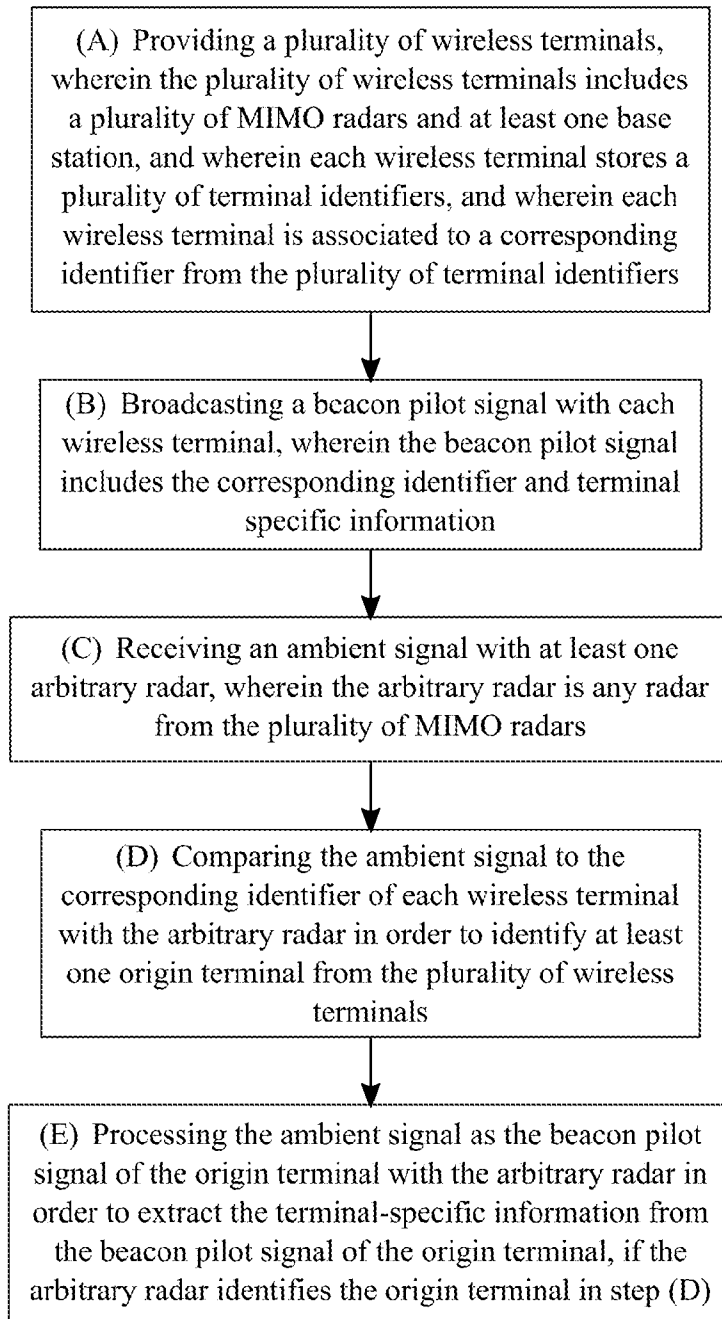 (A) Providing a plurality of wireless terminals,
wherein the plurality of wireless terminals includes
a plurality of MIMO radars and at least one base
station, and wherein each wireless terminal stores a
plurality of terminal identifiers, and wherein each
wireless terminal is associated to a corresponding
identifier from the plurality of terminal identifiers
(B) Broadcasting a beacon pilot signal with each
wireless terminal, wherein the beacon pilot signal
includes the corresponding identifier and terminal
specific information
(C) Receiving an ambient signal with at least one
arbitrary radar, wherein the arbitrary radar is any radar
from the plurality of MIMO radars
(D) Comparing the ambient signal to the
corresponding identifier of each wireless terminal
with the arbitrary radar in order to identify at least
one origin terminal from the plurality of wireless
terminals
(E) Processing the ambient signal as the beacon pilot
signal of the origin terminal with the arbitrary radar in
order to extract the terminal-specific information from
the beacon pilot signal of the origin terminal, if the
arbitrary radar identifies the origin terminal in step (D)